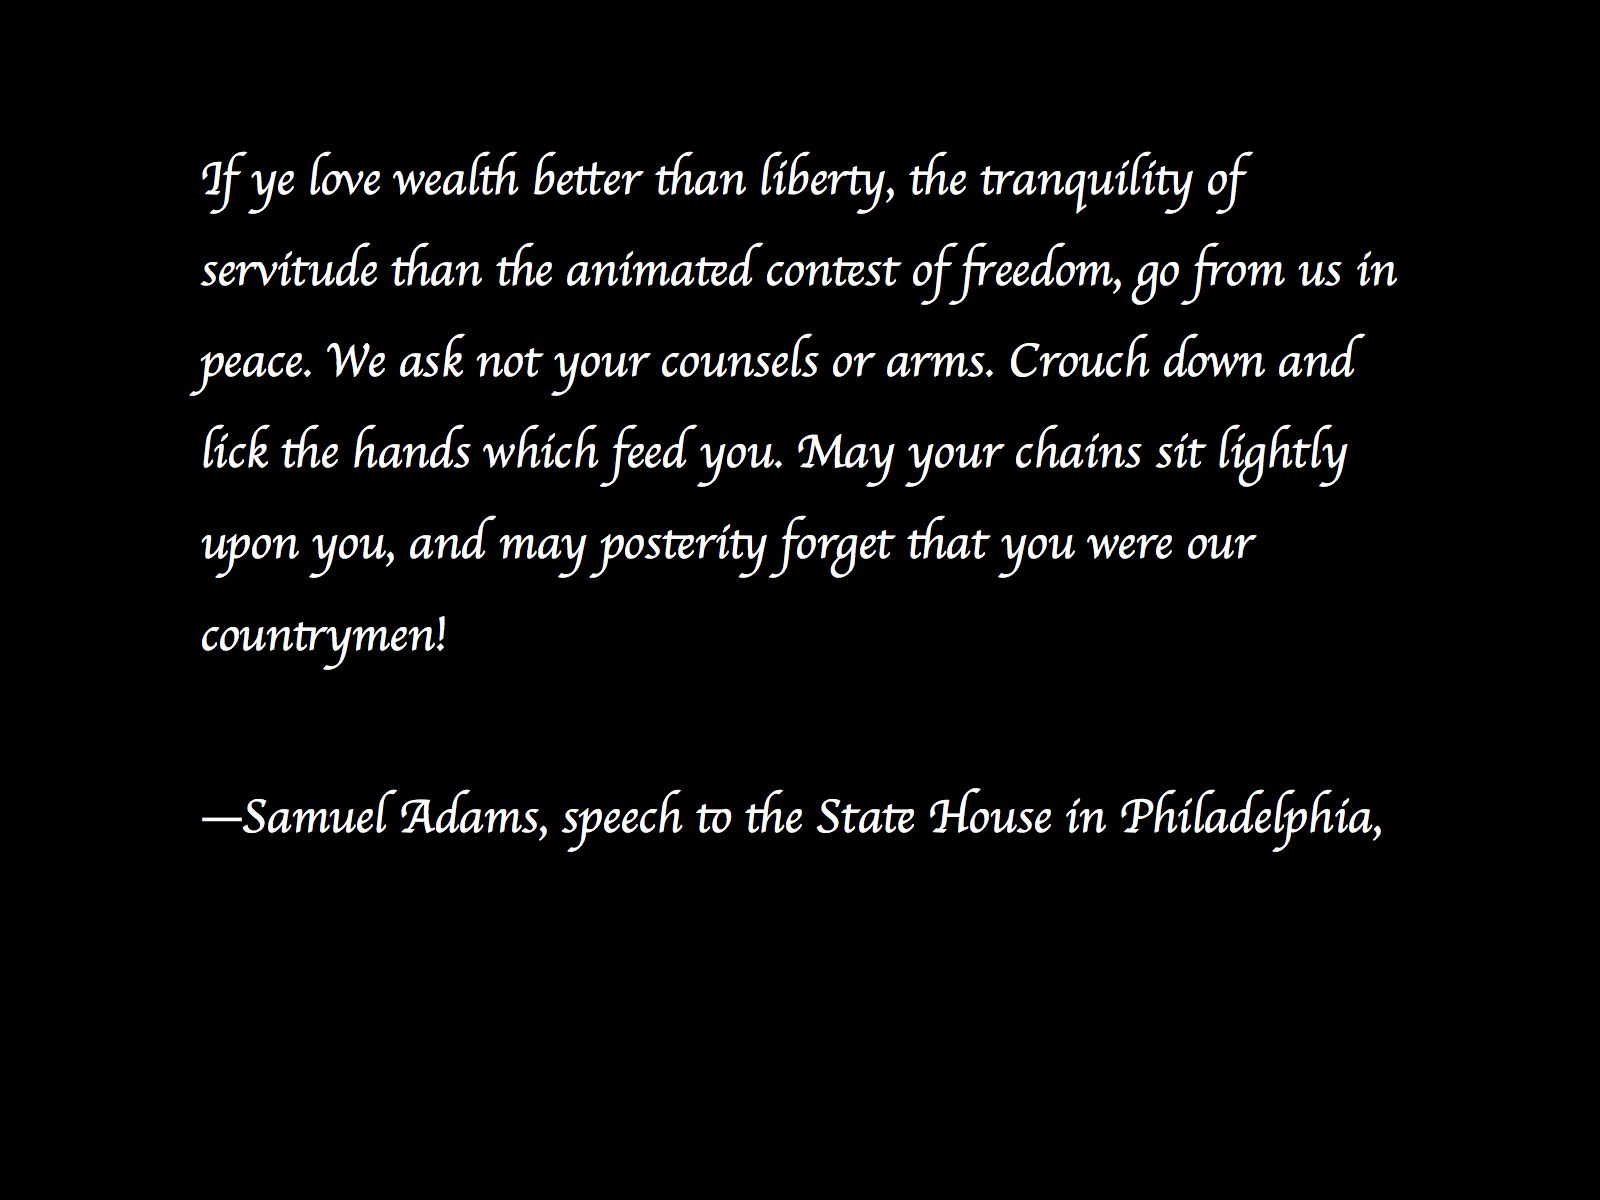 If ye love wealth better than liberty, the tranquility of
servitude than the animated contest of freedom, go from us in
peace. We ask not your counsels or arms. Crouch down and
lick the hands which feed you. May your chains sit lightly
upon you, and may posterity forget that you were our
countrymen!
—Samuel Adams, speech to the State House in Philadelphia,